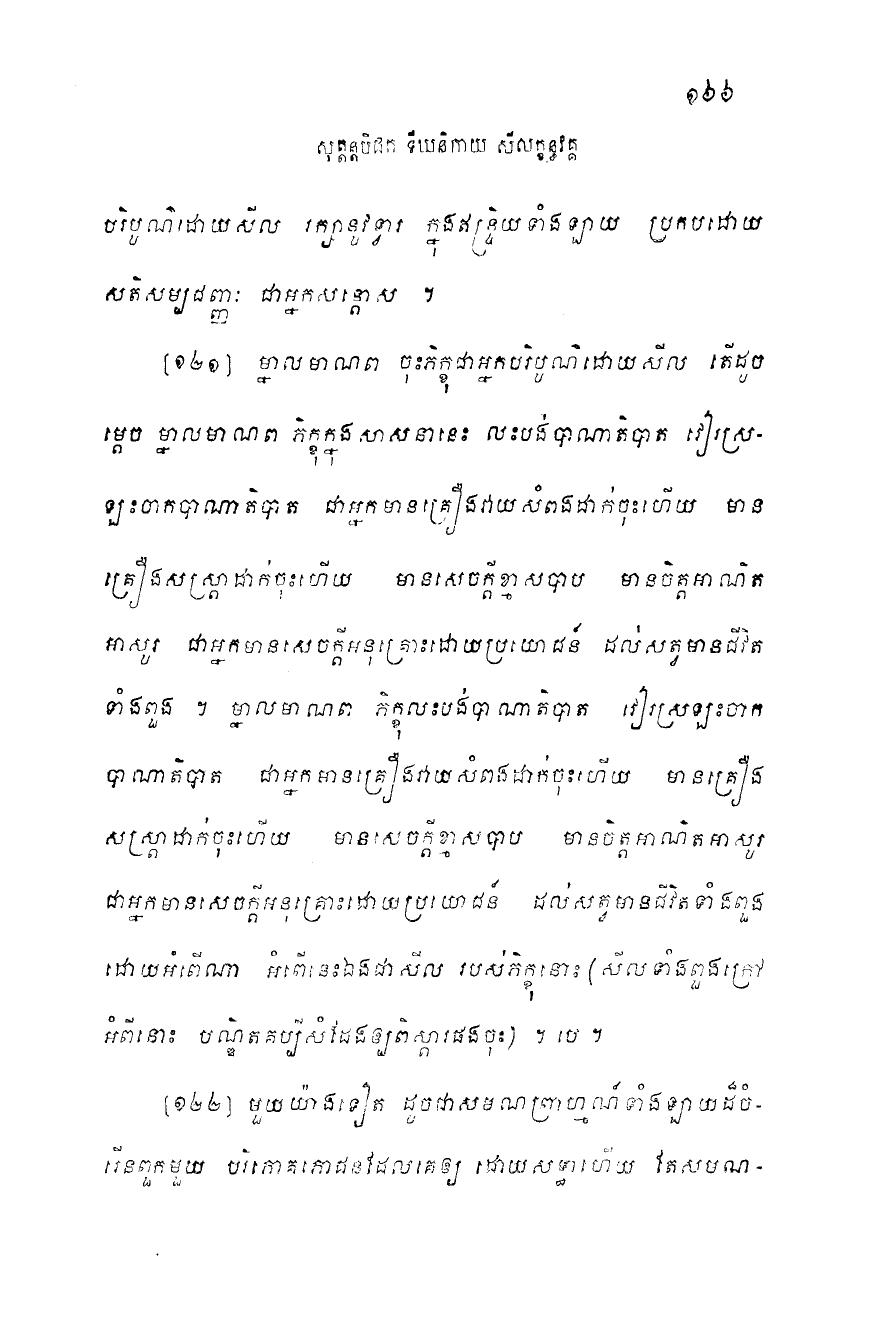 ១៦៦
សុត្តន្តបិដក ទីឃនិកាយ សីលក្ខន្ធវគ្គ
បរិបូណ៌ដោយសីល រក្សានូវទ្វារ ក្នុងឥន្ទ្រិយទាំងឡាយ ប្រកបដោយ
សតិសម្បជញ្ញៈ ជាអ្នកសន្តោស ។
[១២១] ម្នាលមាណព ចុះភិក្ខុជាអ្នកបរិបូណ៌ដោយសីល តើដូច
ម្តេច ម្នាលមាណព ភិក្ខុក្នុងសាសនានេះ លះបង់បាណាតិបាត វៀរស្រ-
ឡះចាកបាណាតិបាត ជាអ្នកមានគ្រឿងវាយសំពងដាក់ចុះហើយ មាន
គ្រឿងសស្រ្តាដាក់ចុះហើយ មានសេចក្តីខ្មាសបាប មានចិត្តអាណិត
អាសូរ ជាអ្នកមានសេចក្តីអនុគ្រោះដោយប្រយោជន៍ ដល់សត្វមានជីវិត
ទាំងពួង ។ ម្នាលមាណព ភិក្ខុលះបង់បាណាតិបាត វៀរស្រឡះចាក
បាណាតិបាត ជាអ្នកមានគ្រឿងវាយសំពងដាក់ចុះហើយ មានគ្រឿង
សស្រ្តាដាក់ចុះហើយ មានសេចក្តីខ្មាសបាប មានចិត្តអាណិតអាសូរ
ជាអ្នកមានសេចក្តីអនុគ្រោះដោយប្រយោជន៍ ដល់សត្វមានជីវិតទាំងពួង
ដោយអំពើណា អំពើនេះឯងជាសីល របស់ភិក្ខុនោះ (សីលទាំងពួងក្រៅ
អំពីនោះ បណ្ឌិតគប្បីសំដែងឲ្យពិស្តារផងចុះ) ។ បេ ។
[១២២] មួយយ៉ាងទៀត ដូចជាសមណព្រាហ្មណ៍ទាំងឡាយដ៏ចំ-
រើនពួកមួយ បរិភោគភោជនដែលគេឲ្យ ដោយសទ្ធាហើយ តែសមណ-